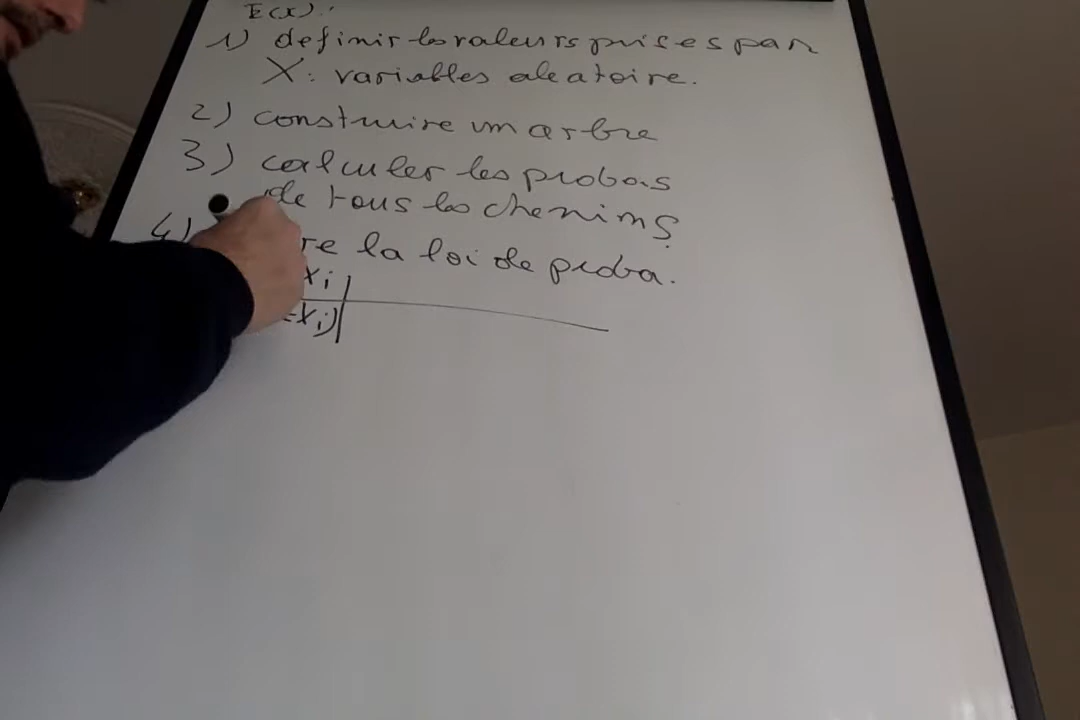 E(x):
1) definir les valeurs prises par
X: variables aleatoire.
2) construire un arbre
3) calculer les probas
de tous les chenims
4) re la loi de proba.
xi
=xi)